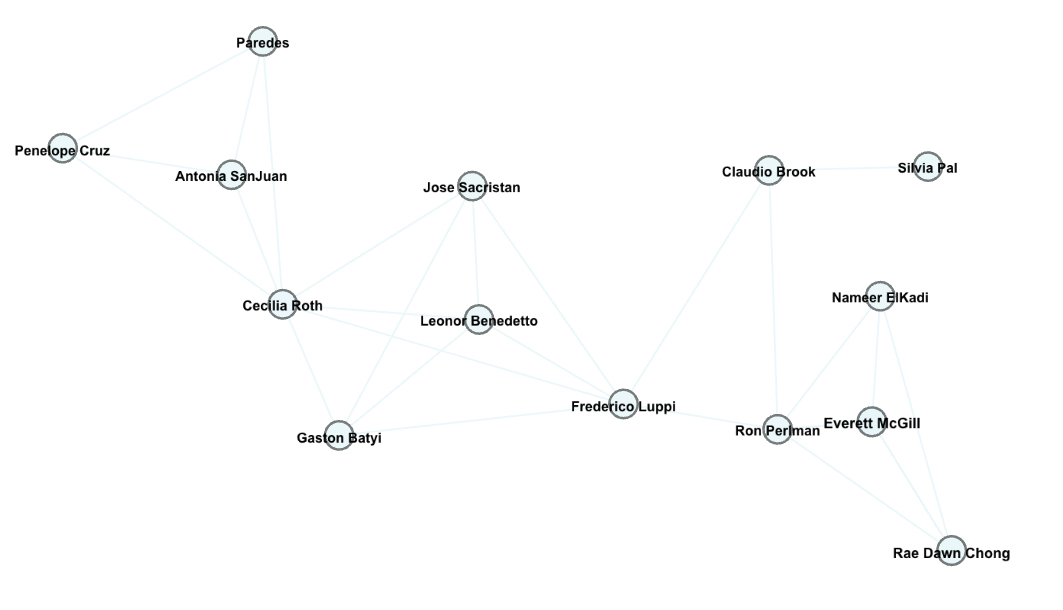 Paredes
Penelope Cruz
Antonia SanJuan
Jose Sacristan
Claudio Brook
Silvia Pal
Cecilia Roth
Leonor Benedetto
Nameer ElKadi
Frederico Luppi
Gaston Batyi
Ron Perlman
Everett McGill
Rae Dawn Chong